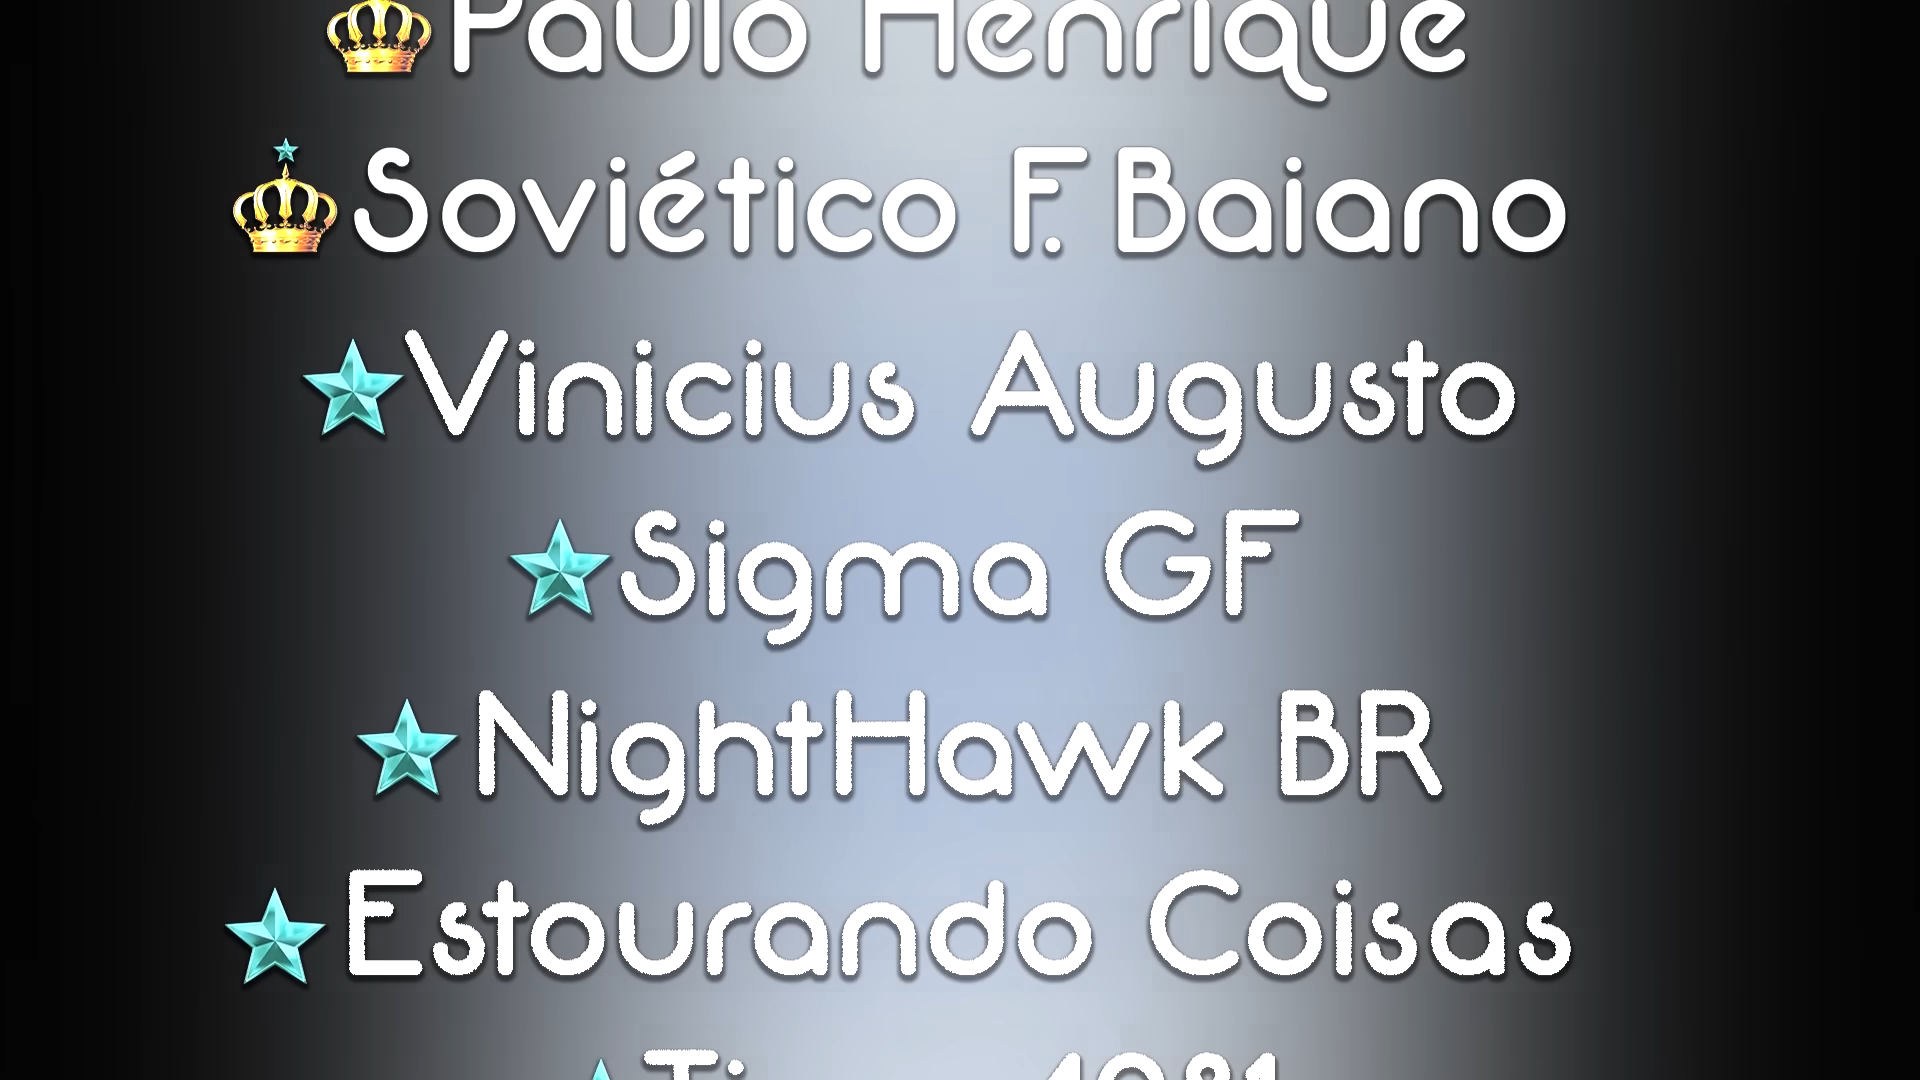 Paulo Henrique
Soviético F. Baiano
Vinicius Augusto
Sigma GF
NightHawk BR
Estourando Coisas